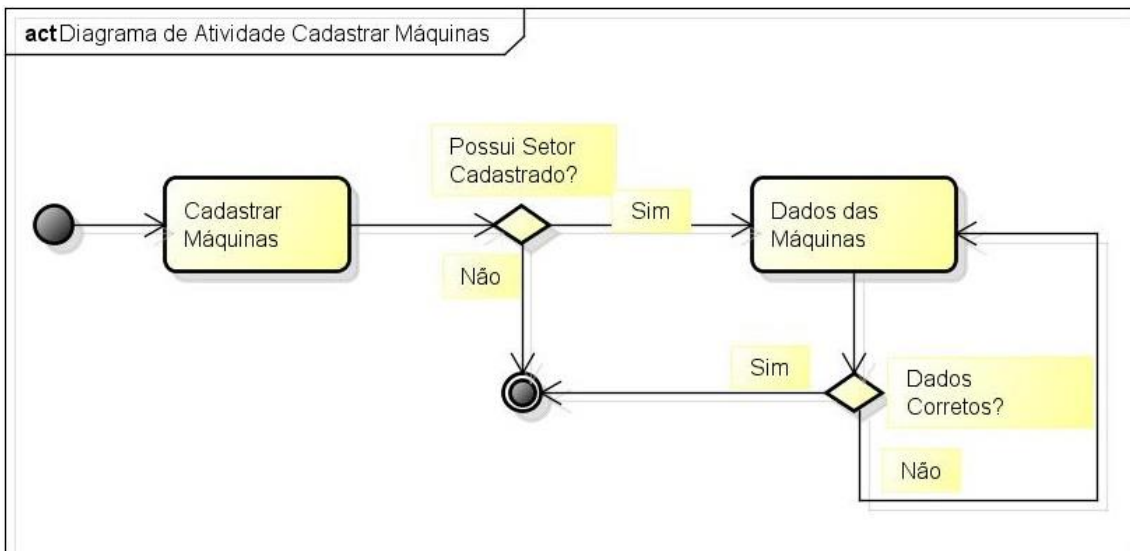 act Diagrama de Atividade Cadastrar Máquinas
Possui Setor
Cadastrado?
Cadastrar
Máquinas
Sim
Dados das
Máquinas
Não
Sim
Dados
Corretos?
Não